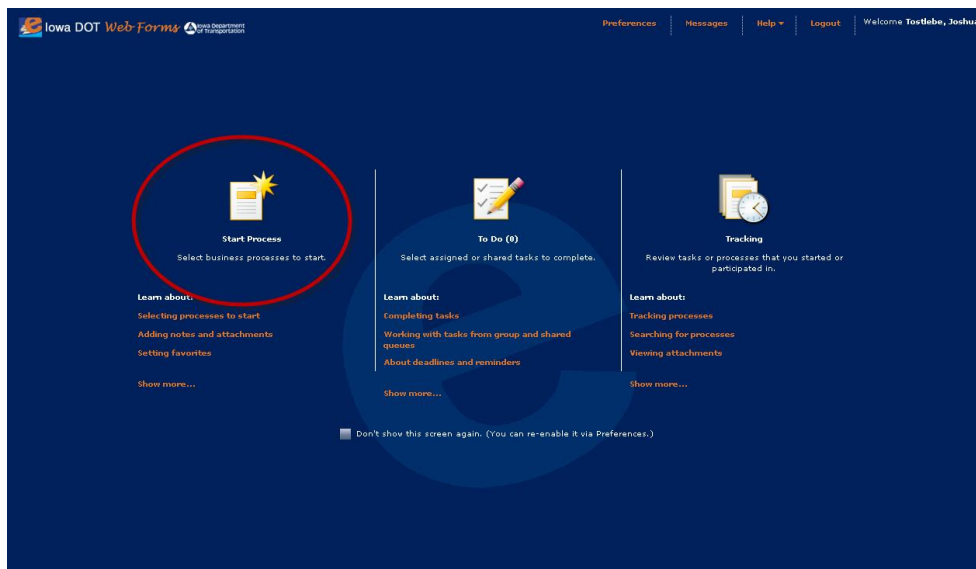 Iowa DOT Web Forms Iowa Department of Transportation
Preferences Messages Help Logout Welcome Tostlebe, Joshua
Start Process
Select business processes to start.
Learn about:
Selecting processes to start
Adding notes and attachments
Setting favorites
Show more...
To Do (0)
Select assigned or shared tasks to complete.
Learn about:
Completing tasks
Working with tasks from group and shared
queues
About deadlines and reminders
Show more...
Tracking
Review tasks or processes that you started or
participated in.
Learn about:
Tracking processes
Searching for processes
Viewing attachments
Show more...
Don't show this screen again. (You can re-enable it via Preferences.)